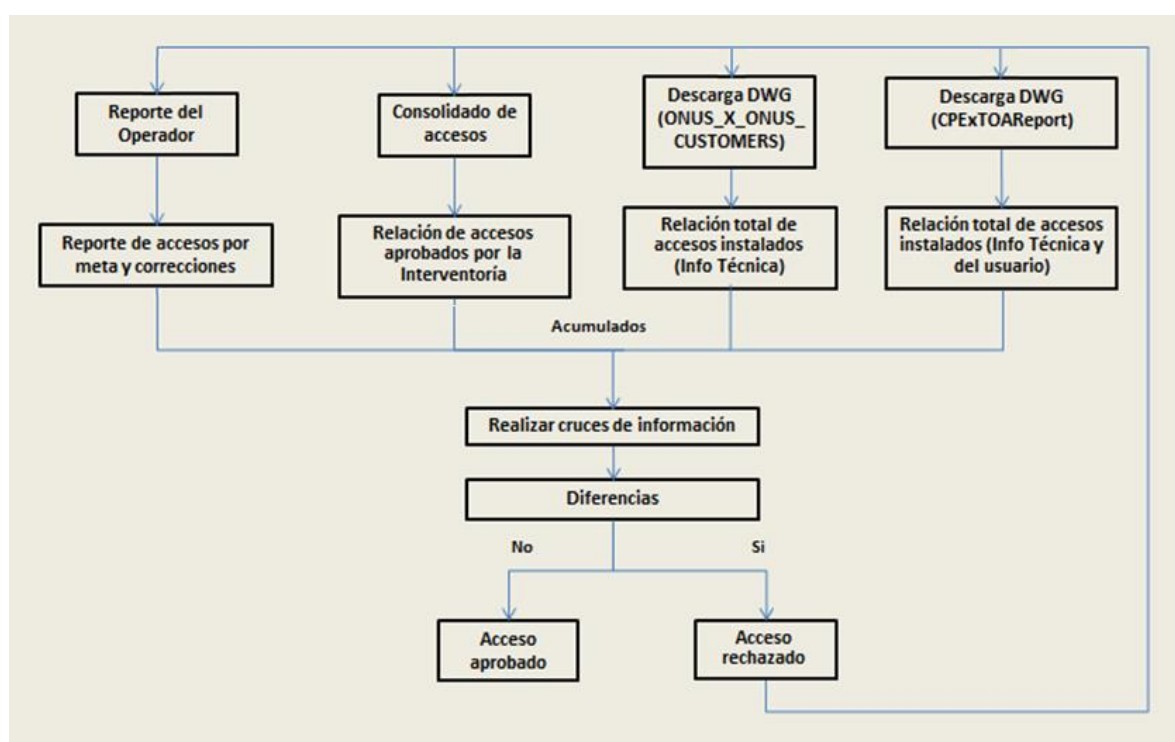 Reporte del
Operador
Consolidado de
accesos
Descarga DWG
(ONUS_X_ONUS_
CUSTOMERS)
Descarga DWG
(CPExTOAReport)
Reporte de accesos por
meta y correcciones
Relación de accesos
aprobados por la
Interventoría
Relación total de
accesos instalados
(Info Técnica)
Relación total de accesos
instalados (Info Técnica y
del usuario)
Acumulados
Realizar cruces de información
Diferencias
No
Si
Acceso
aprobado
Acceso
rechazado